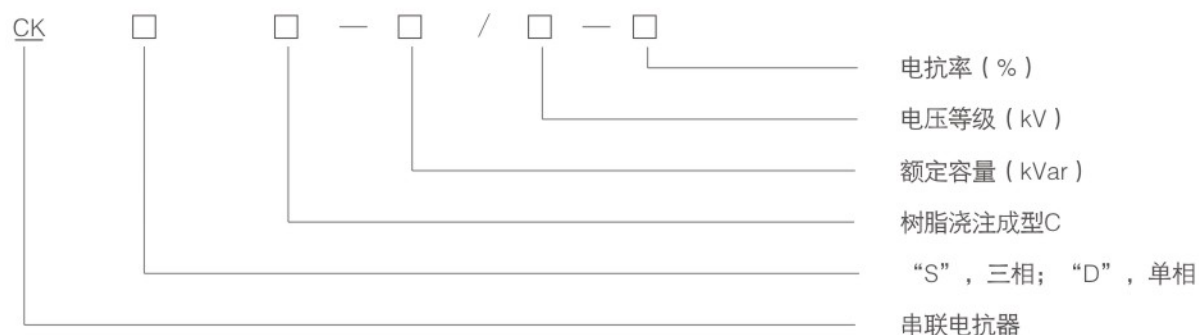 CK □ □ — □ / □ — □
电抗率（%）
电压等级（kV）
额定容量（kVar）
树脂浇注成型C
“S”，三相；“D”，单相
串联电抗器